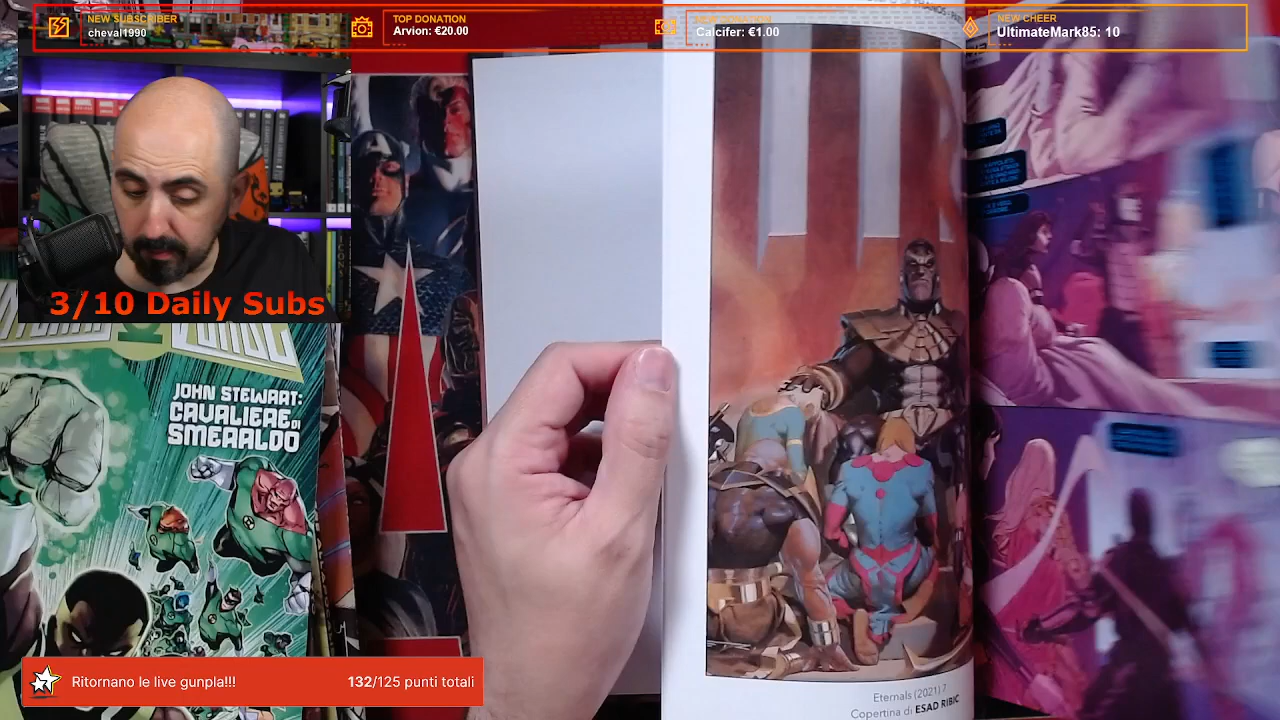 NEW SUBSCRIBER
cheval1990
TOP DONATION
Arvion: €20.00
NEW DONATION
Calcifer: €1.00
NEW CHEER
UltimateMark85: 10
3/10 Daily Subs
JOHN STEWART:
CAVALIERE DI
SMERALDO
Eternals (2021) 7
Copertina di ESAD RIBIC
Ritornano le live gunpla!!!
132/125 punti totali